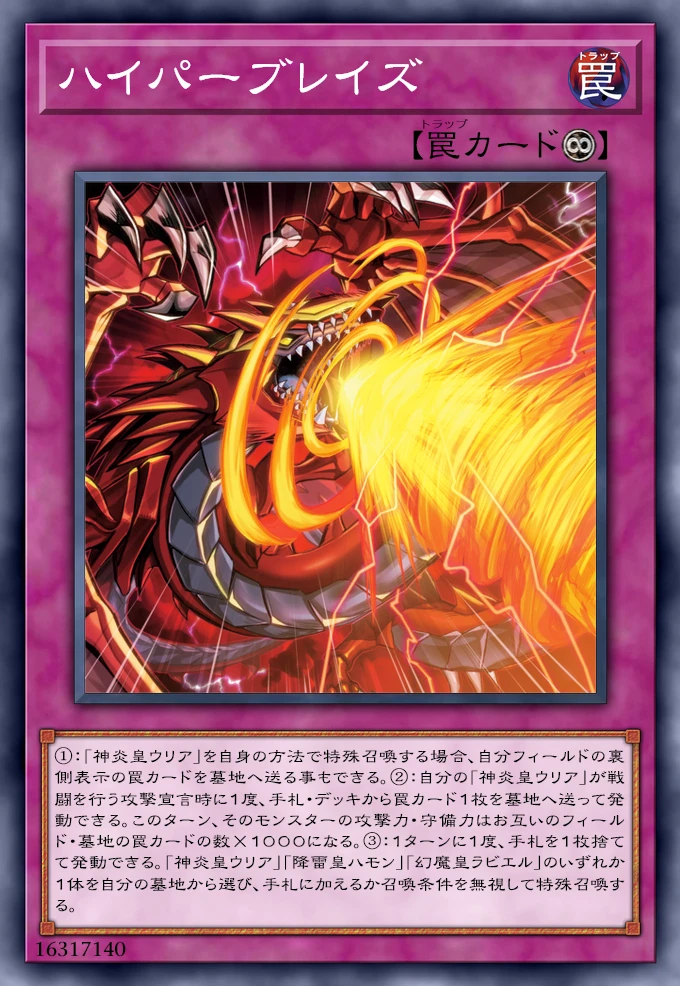 ハイパーブレイズ
トラップ
罠
トラップ
【罠カード】
①:「神炎皇ウリア」を自身の方法で特殊召喚する場合、自分フィールドの裏
側表示の罠カードを墓地へ送る事もできる。②:自分の「神炎皇ウリア」が戦
闘を行う攻撃宣言時に1度、手札・デッキから罠カード1枚を墓地へ送って発
動できる。このターン、そのモンスターの攻撃力・守備力はお互いのフィール
ド・墓地の罠カードの数×1000になる。③:1ターンに1度、手札を1枚捨て
て発動できる。「神炎皇ウリア」「降雷皇ハモン」「幻魔皇ラビエル」のいずれか
1体を自分の墓地から選び、手札に加えるか召喚条件を無視して特殊召喚す
る。
16317140